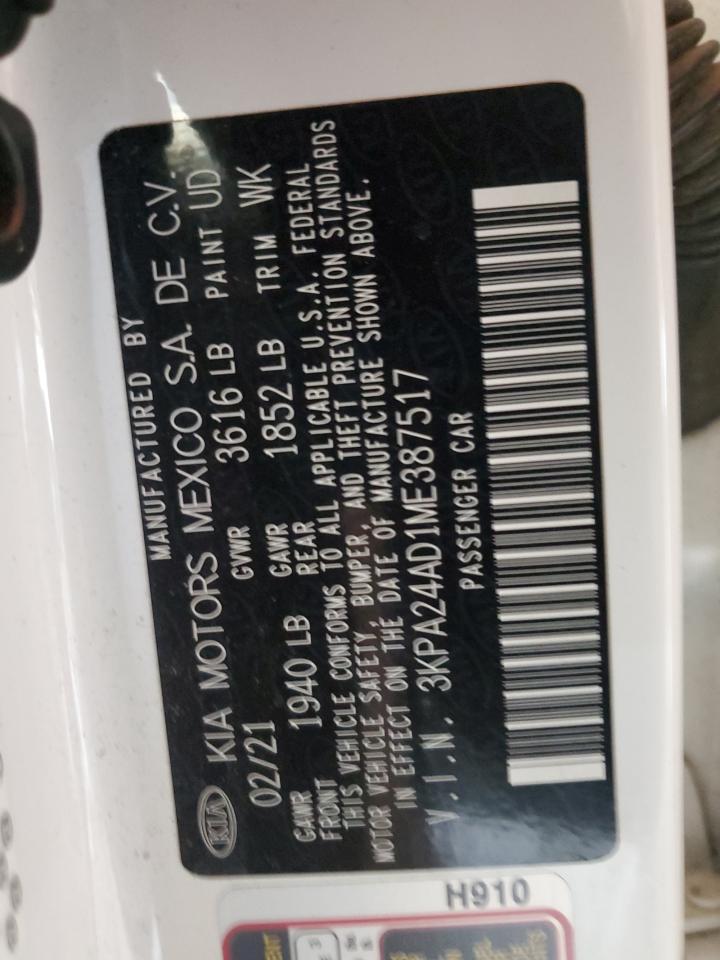 MANUFACTURED BY
KIA KIA MOTORS MEXICO S.A. DE C.V.
02/21 GVWR 3616 LB PAINT UD
GAWR FRONT 1940 LB GAWR REAR 1852 LB TRIM WK
THIS VEHICLE CONFORMS TO ALL APPLICABLE U.S.A. FEDERAL
MOTOR VEHICLE SAFETY, BUMPER, AND THEFT PREVENTION STANDARDS
IN EFFECT ON THE DATE OF MANUFACTURE SHOWN ABOVE.
V.I.N. 3KPA24AD1ME387517
PASSENGER CAR
H910